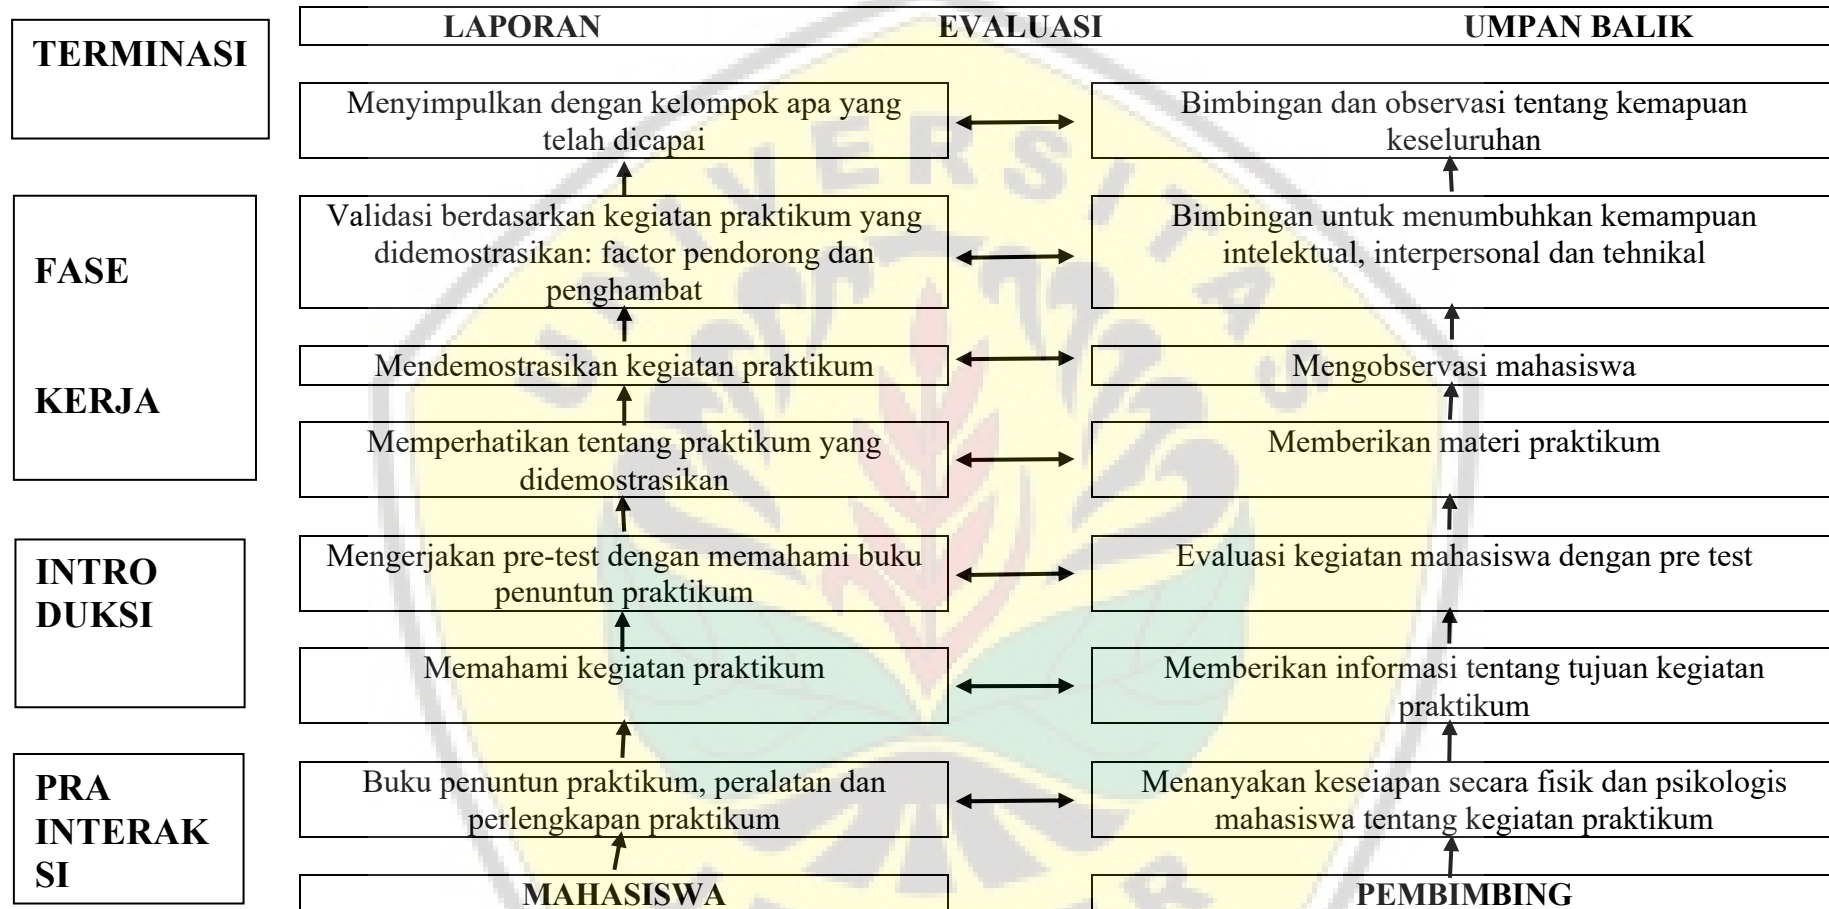 LAPORAN EVALUASI UMPAN BALIK
TERMINASI
Menyimpulkan dengan kelompok apa yang
telah dicapai
Bimbingan dan observasi tentang kemapuan
keseluruhan
FASE
KERJA
Validasi berdasarkan kegiatan praktikum yang
didemostrasikan: factor pendorong dan
penghambat
Bimbingan untuk menumbuhkan kemampuan
intelektual, interpersonal dan tehnikal
Mendemostrasikan kegiatan praktikum
Mengobservasi mahasiswa
Memperhatikan tentang praktikum yang
didemostrasikan
Memberikan materi praktikum
INTRO
DUKSI
Mengerjakan pre-test dengan memahami buku
penuntun praktikum
Evaluasi kegiatan mahasiswa dengan pre test
Memahami kegiatan praktikum
Memberikan informasi tentang tujuan kegiatan
praktikum
PRA
INTERAK
SI
Buku penuntun praktikum, peralatan dan
perlengkapan praktikum
Menanyakan keseiapan secara fisik dan psikologis
mahasiswa tentang kegiatan praktikum
MAHASISWA
PEMBIMBING
UNIVERSITAS